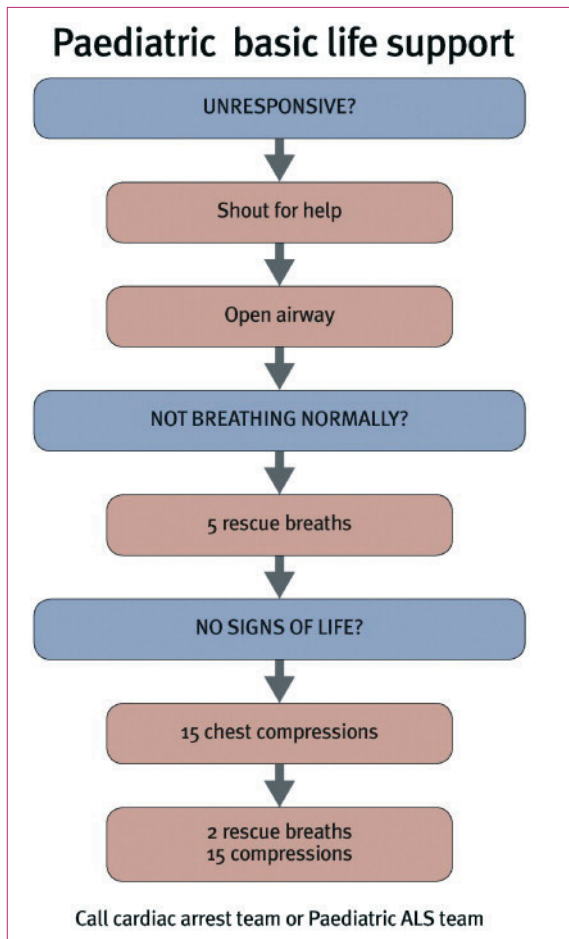 Paediatric basic life support
UNRESPONSIVE?
Shout for help
Open airway
NOT BREATHING NORMALLY?
5 rescue breaths
NO SIGNS OF LIFE?
15 chest compressions
2 rescue breaths
15 compressions
Call cardiac arrest team or Paediatric ALS team